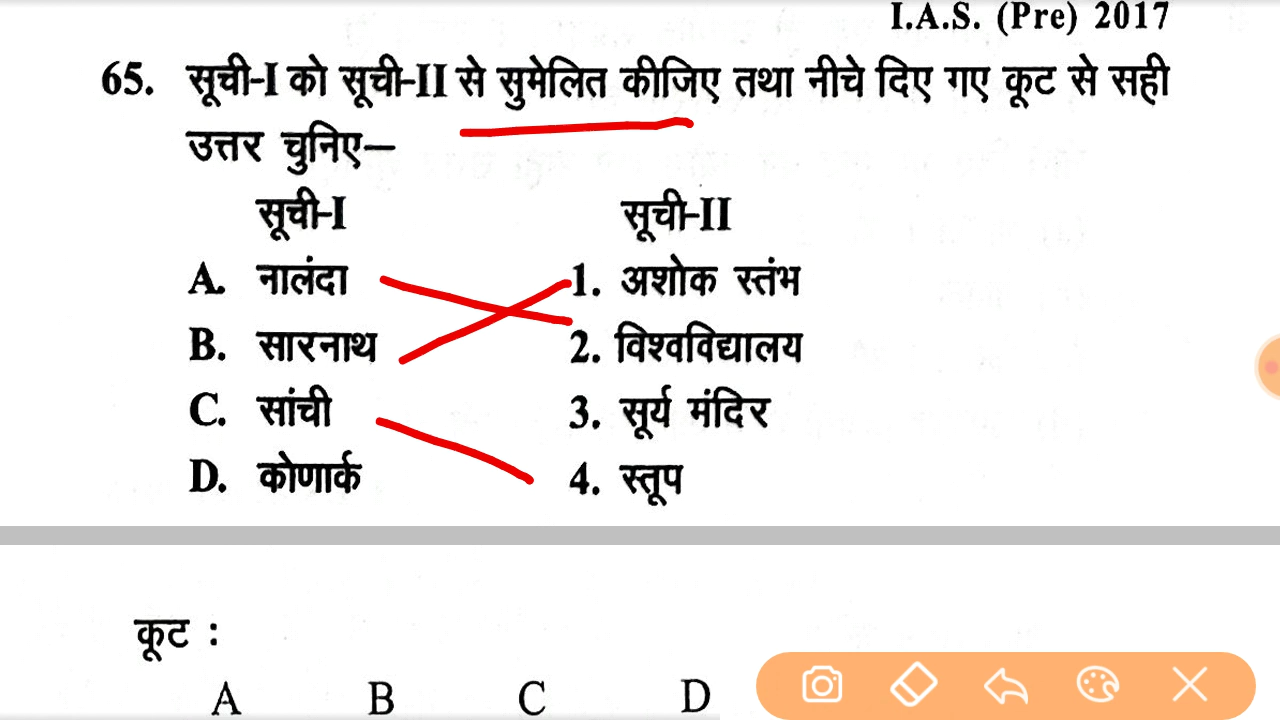 I.A.S. (Pre) 2017
65. सूची-I को सूची-II से सुमेलित कीजिए तथा नीचे दिए गए कूट से सही
उत्तर चुनिए–
सूची-I सूची-II
A. नालंदा 1. अशोक स्तंभ
B. सारनाथ 2. विश्वविद्यालय
C. सांची 3. सूर्य मंदिर
D. कोणार्क 4. स्तूप
कूट :
A B C D